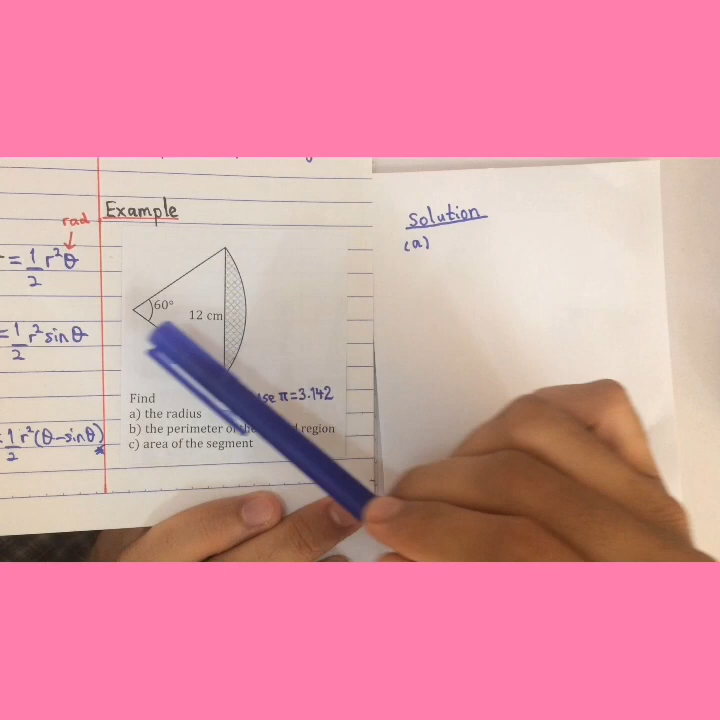 rad
= 1/2 r²θ
= 1/2 r² sin θ
= 1/2 r² (θ – sin θ)
Example
60°
12 cm
Find
π = 3.142
a) the radius
b) the perimeter region
c) area of the segment
Solution
(a)